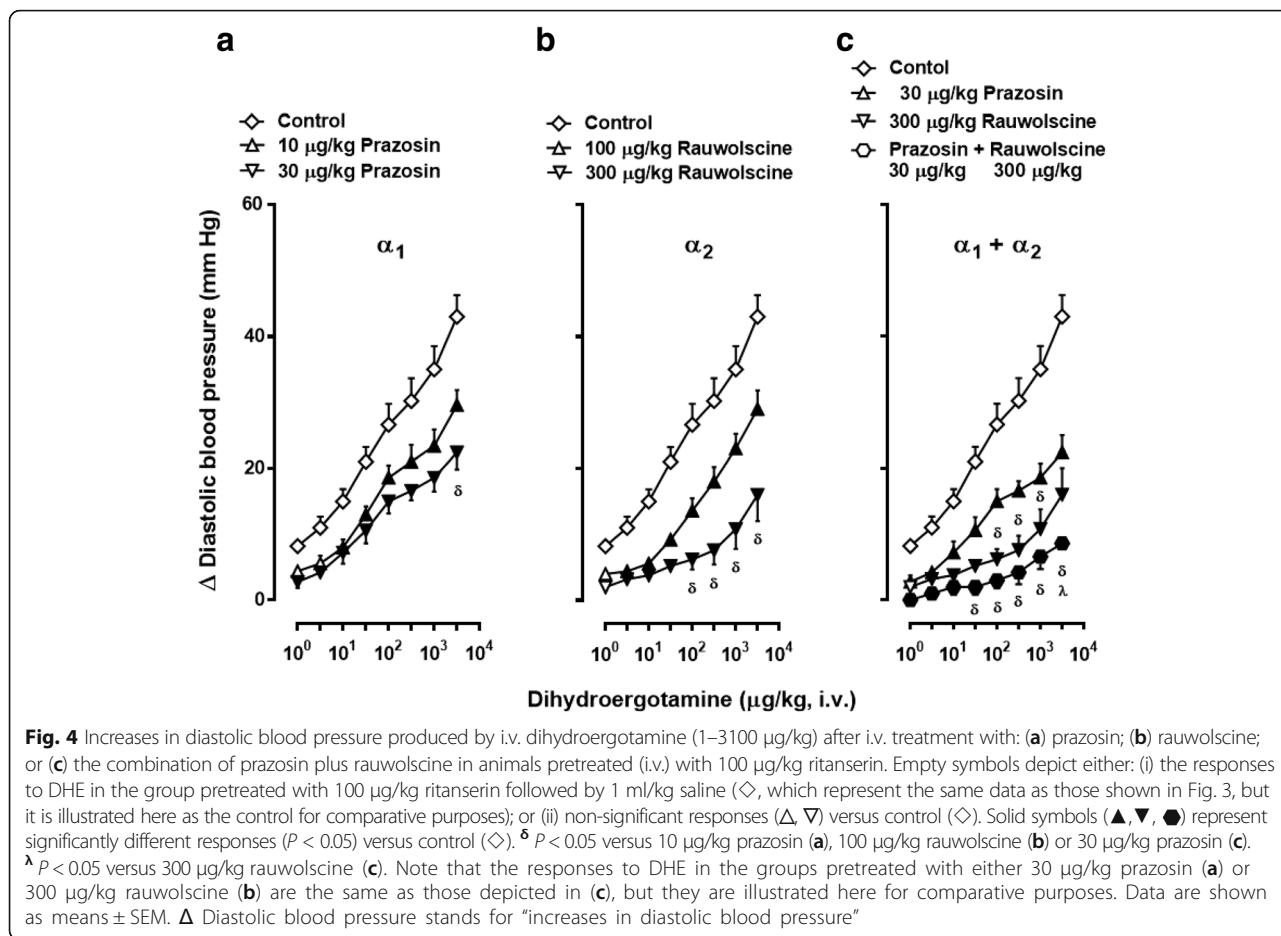 a
◇ Control
△ 10 μg/kg Prazosin
▽ 30 μg/kg Prazosin
b
◇ Control
△ 100 μg/kg Rauwolscine
▽ 300 μg/kg Rauwolscine
c
◇ Contol
△ 30 μg/kg Prazosin
▽ 300 μg/kg Rauwolscine
⬡ Prazosin + Rauwolscine
30 μg/kg 300 μg/kg
Δ Diastolic blood pressure (mm Hg)
60
40
20
0
α1
δ
10⁰ 10¹ 10² 10³ 10⁴
α2
δ δ δ δ
10⁰ 10¹ 10² 10³ 10⁴
α1 + α2
δ δ δ
δ δ δ δ δ
λ
10⁰ 10¹ 10² 10³ 10⁴
Dihydroergotamine (μg/kg, i.v.)
Fig. 4 Increases in diastolic blood pressure produced by i.v. dihydroergotamine (1–3100 μg/kg) after i.v. treatment with: (a) prazosin; (b) rauwolscine;
or (c) the combination of prazosin plus rauwolscine in animals pretreated (i.v.) with 100 μg/kg ritanserin. Empty symbols depict either: (i) the responses
to DHE in the group pretreated with 100 μg/kg ritanserin followed by 1 ml/kg saline (◇, which represent the same data as those shown in Fig. 3, but
it is illustrated here as the control for comparative purposes); or (ii) non-significant responses (△, ▽) versus control (◇). Solid symbols (▲,▼, ⬣) represent
significantly different responses (P < 0.05) versus control (◇). δ P < 0.05 versus 10 μg/kg prazosin (a), 100 μg/kg rauwolscine (b) or 30 μg/kg prazosin (c).
λ P < 0.05 versus 300 μg/kg rauwolscine (c). Note that the responses to DHE in the groups pretreated with either 30 μg/kg prazosin (a) or
300 μg/kg rauwolscine (b) are the same as those depicted in (c), but they are illustrated here for comparative purposes. Data are shown
as means ± SEM. Δ Diastolic blood pressure stands for “increases in diastolic blood pressure”